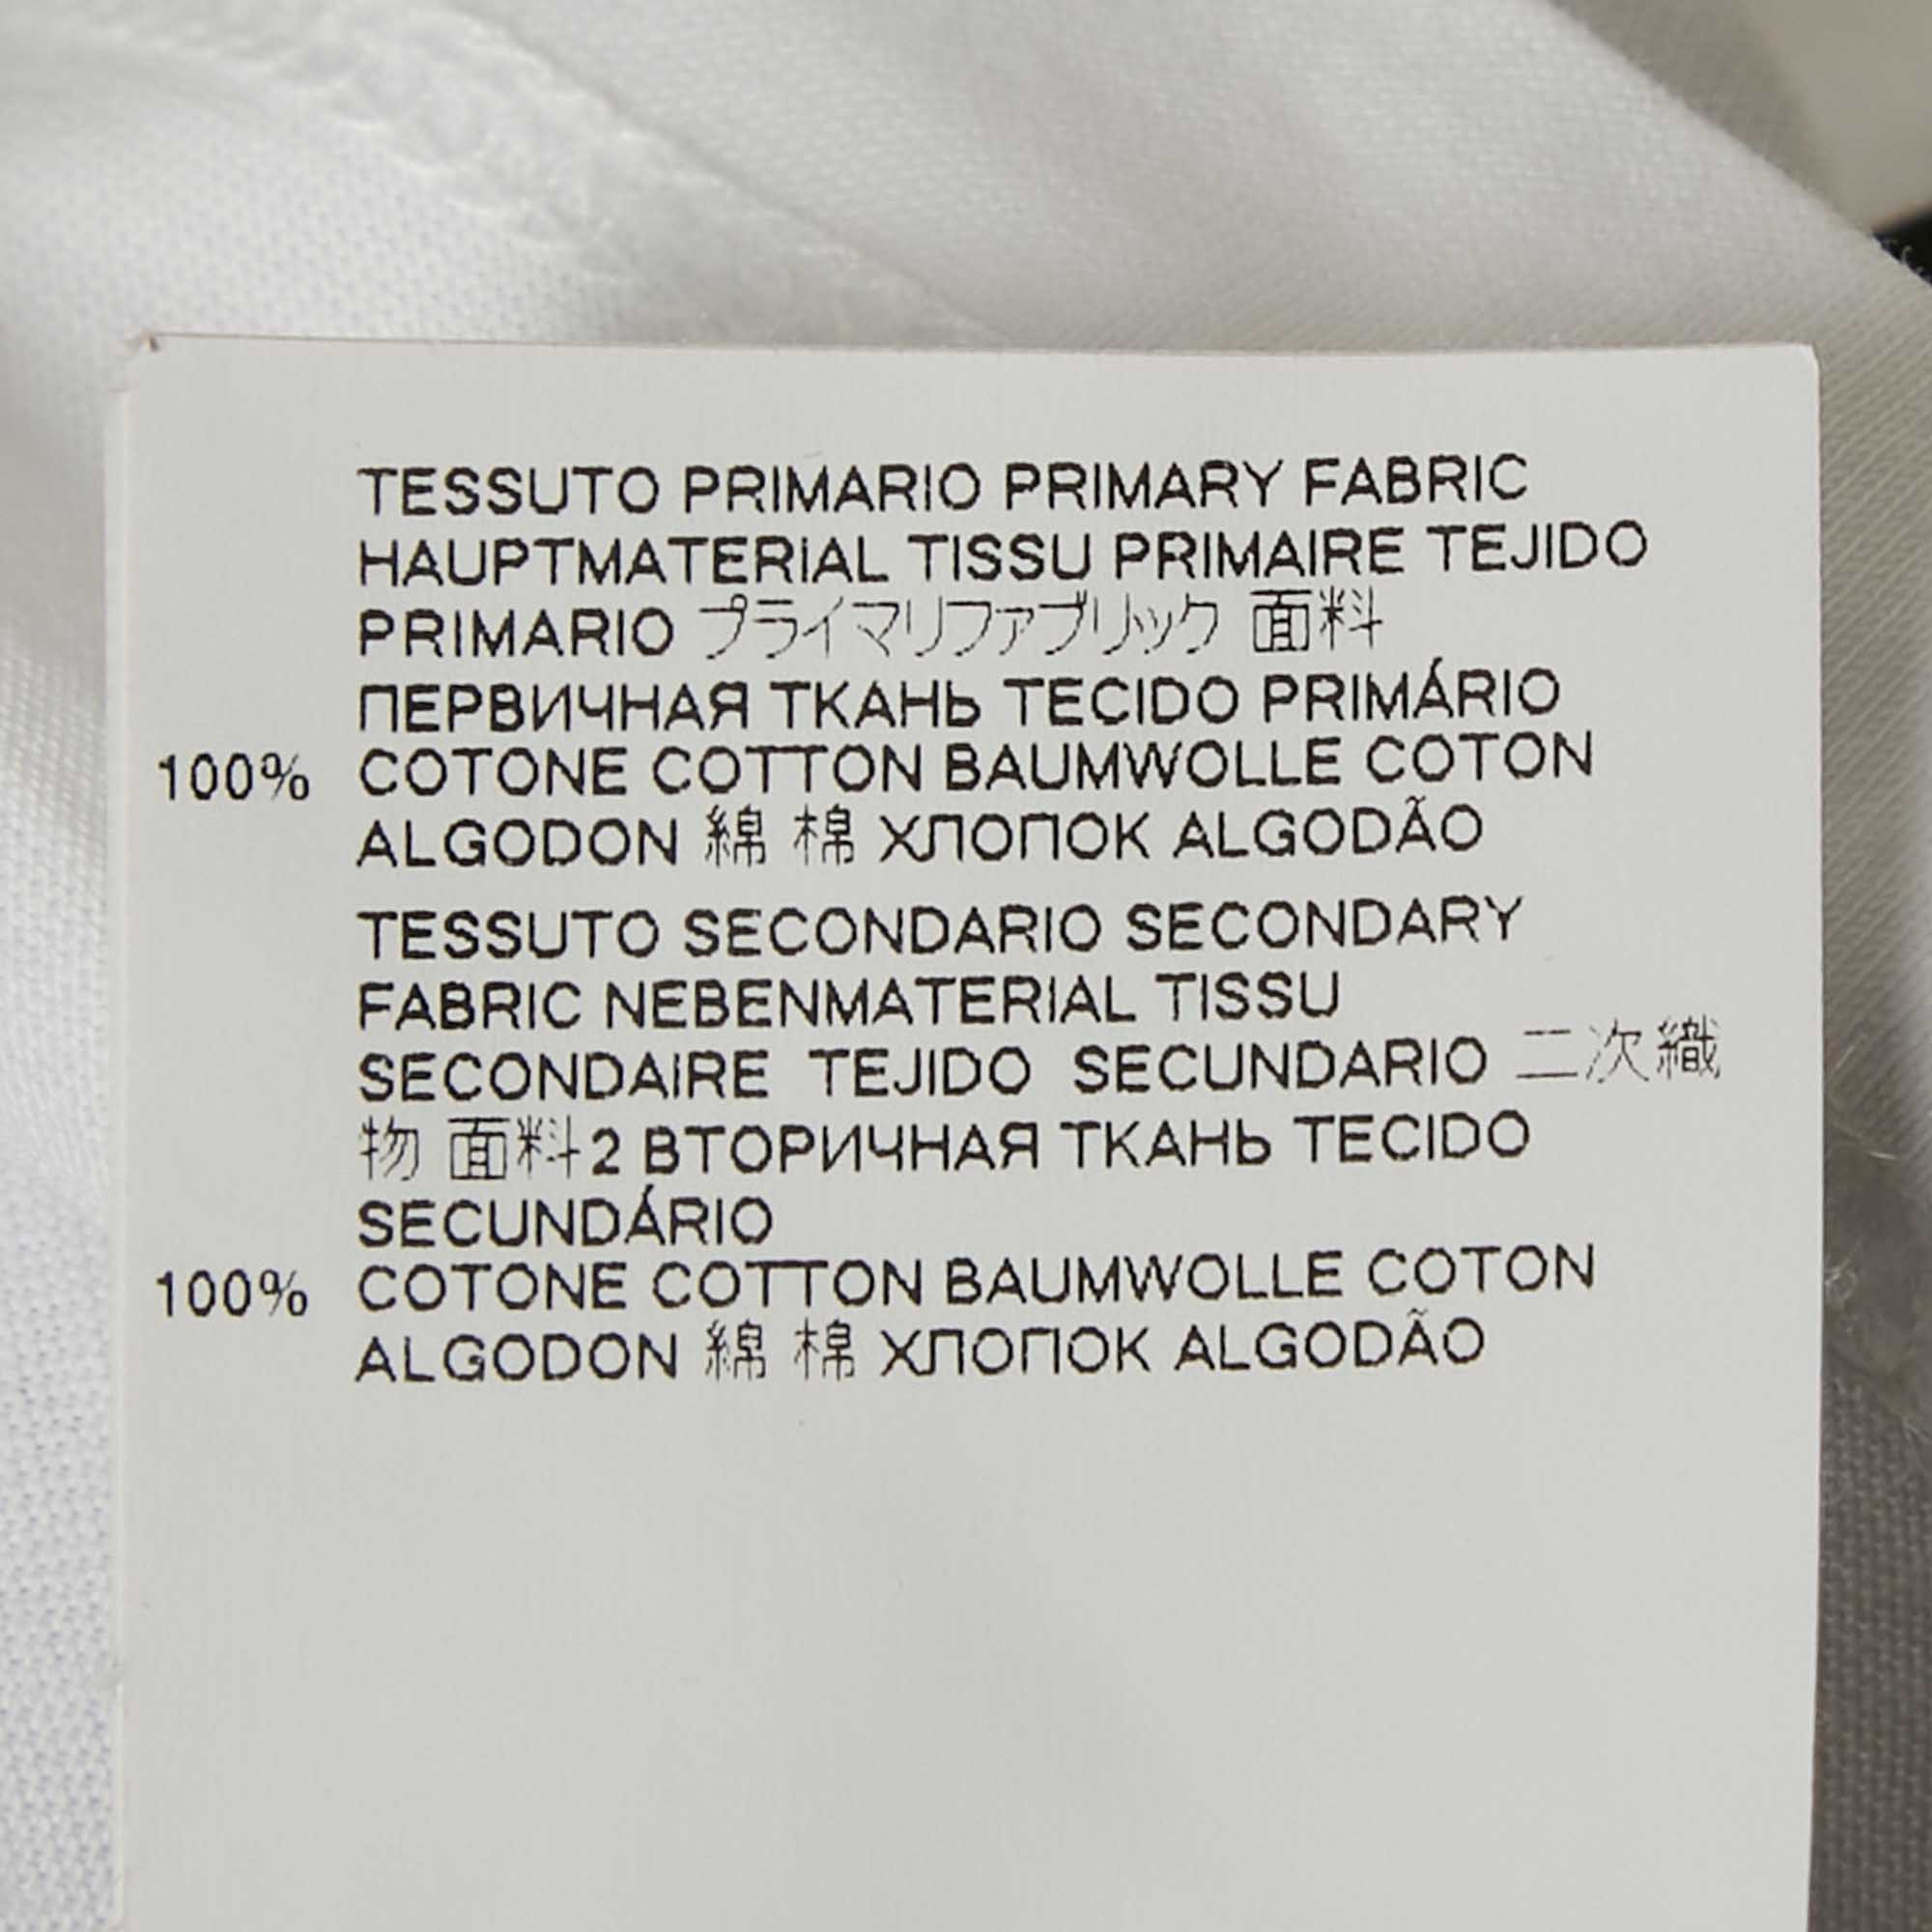 TESSUTO PRIMARIO PRIMARY FABRIC
HAUPTMATERIAL TISSU PRIMAIRE TEJIDO
PRIMARIO プライマリファブリック 面料
ПЕРВИЧНАЯ ТКАНЬ TECIDO PRIMÁRIO
100% COTONE COTTON BAUMWOLLE COTON
ALGODON 綿 棉 ХЛОПОК ALGODÃO
TESSUTO SECONDARIO SECONDARY
FABRIC NEBENMATERIAL TISSU
SECONDAIRE TEJIDO SECUNDARIO 二次織
物 面料2 ВТОРИЧНАЯ ТКАНЬ TECIDO
SECUNDÁRIO
100% COTONE COTTON BAUMWOLLE COTON
ALGODON 綿 棉 ХЛОПОК ALGODÃO